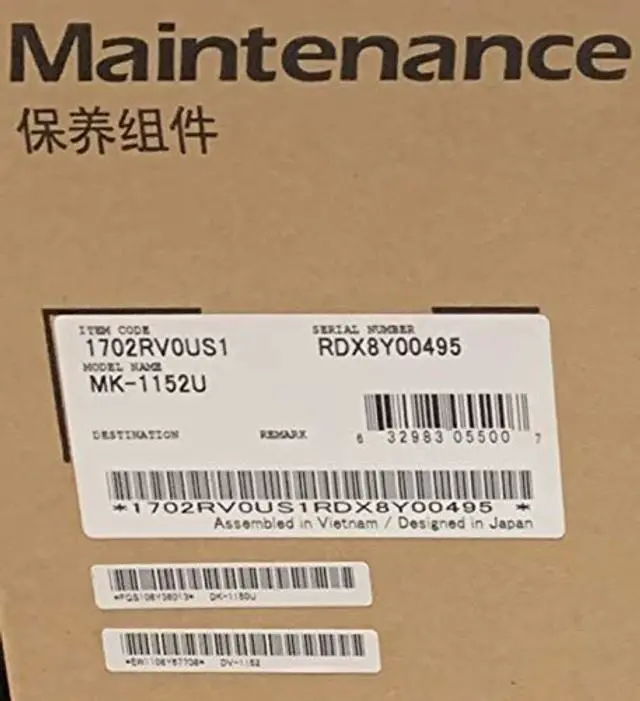 Maintenance
保养组件
ITEM CODE
SERIAL NUMBER
1702RV0US1
RDX8Y00495
MODEL NAME
MK-1152U
DESTINATION
REMARK
6 32983 05500 7
*1702RV0US1RDX8Y00495 *
Assembled in Vietnam / Designed in Japan
DK-1150U
DV-1152